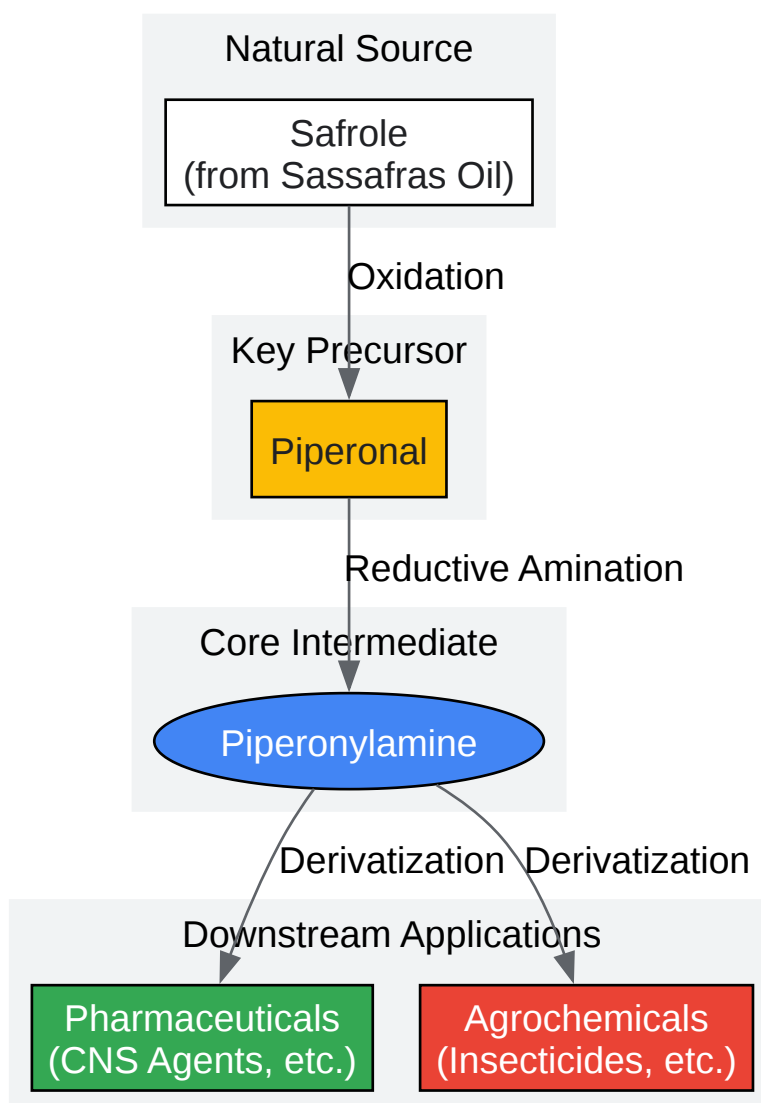 Natural Source
Safrole
(from Sassafras Oil)
Oxidation
Key Precursor
Piperonal
Reductive Amination
Core Intermediate
Piperonylamine
Derivatization
Derivatization
Downstream Applications
Pharmaceuticals
(CNS Agents, etc.)
Agrochemicals
(Insecticides, etc.)